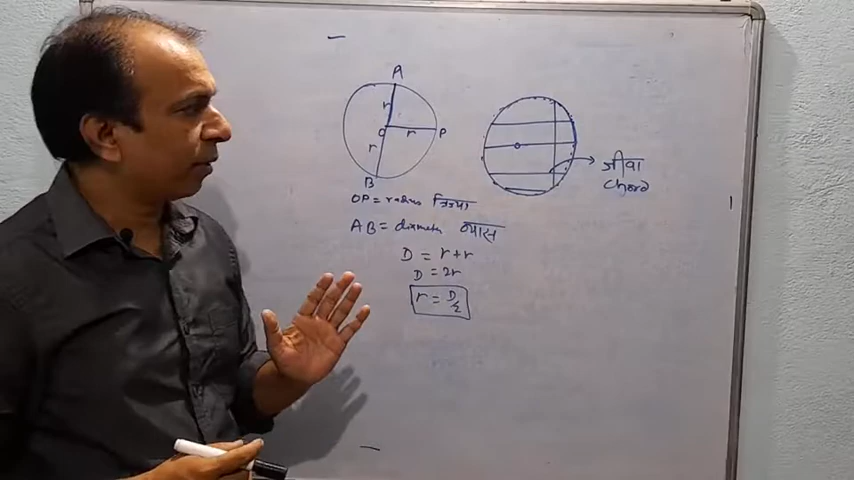 A
r
O r P
r
B
जीवा
chord
OP = radius त्रिज्या
AB = diameter व्यास
D = r+r
D = 2r
r = D/2